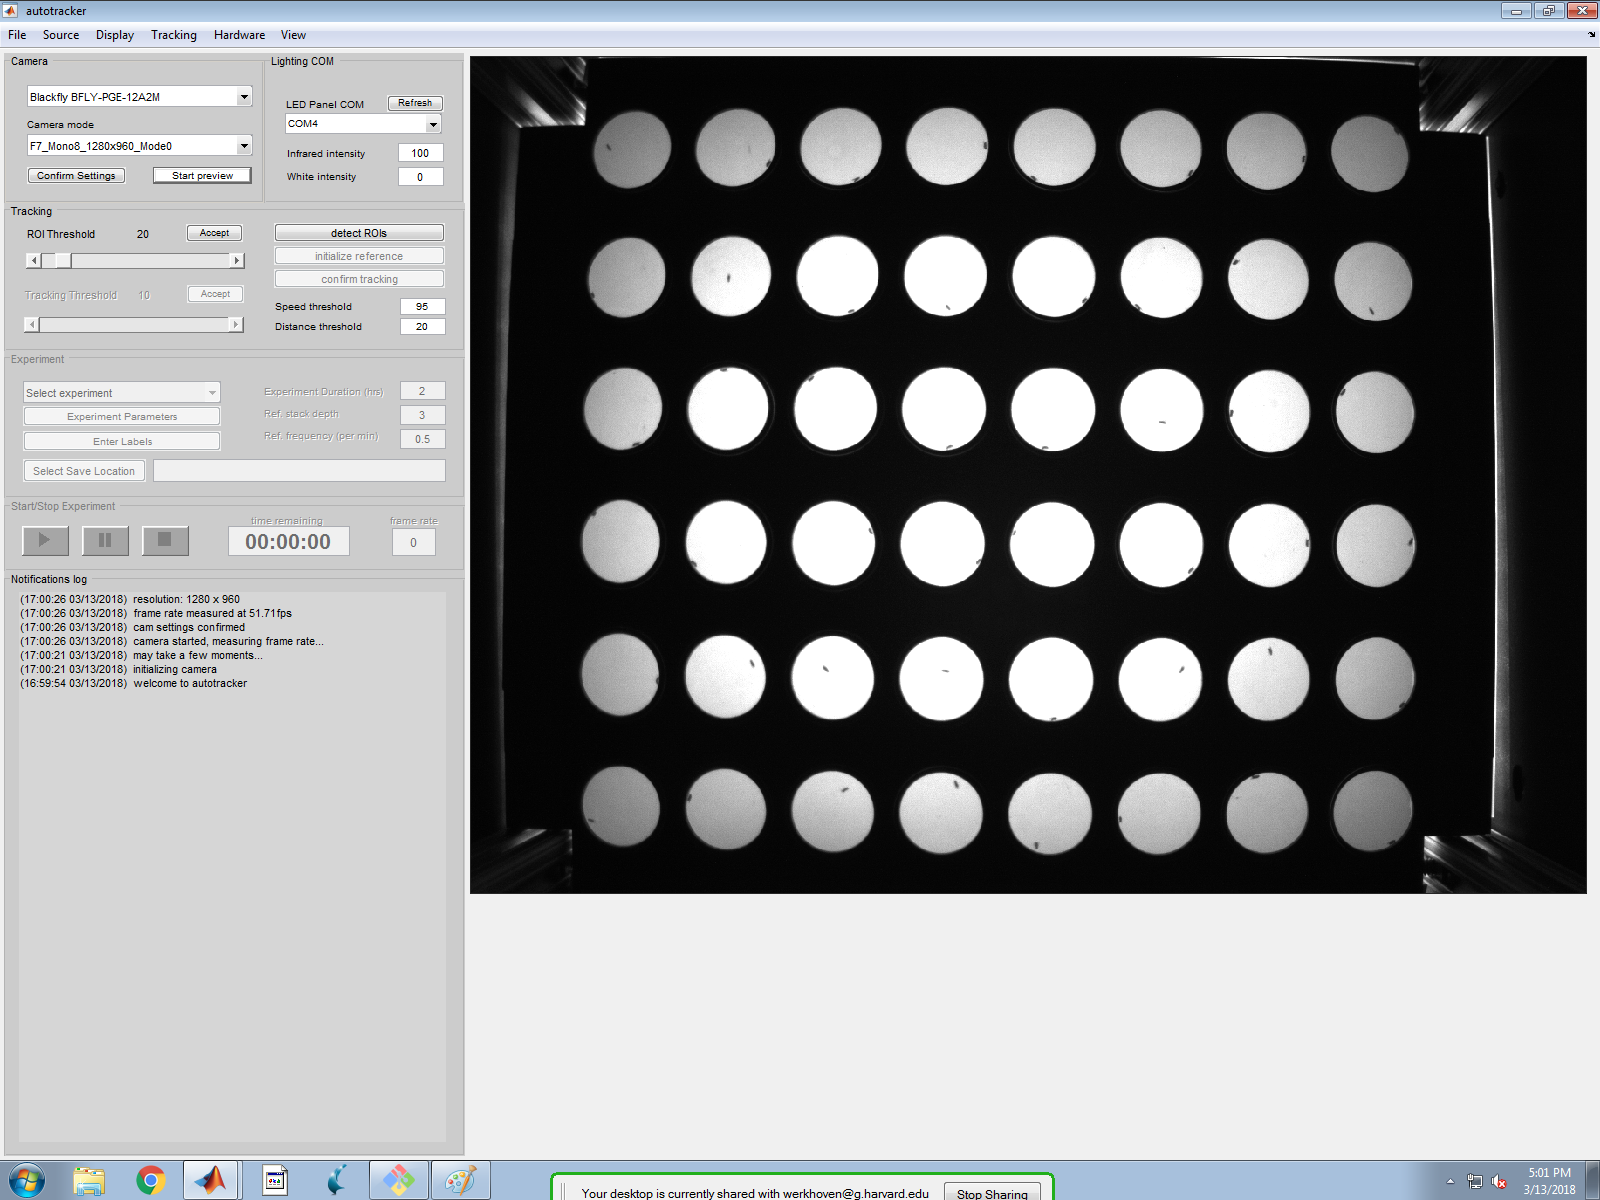 autotracker
File Source Display Tracking Hardware View
Camera
Blackfly BFLY-PGE-12A2M
Camera mode
F7_Mono8_1280x960_Mode0
Confirm Settings Start preview
Lighting COM
LED Panel COM Refresh
COM4
Infrared intensity 100
White intensity 0
Tracking
ROI Threshold 20 Accept
Tracking Threshold 10 Accept
detect ROIs
initialize reference
confirm tracking
Speed threshold 95
Distance threshold 20
Experiment
Select experiment
Experiment Parameters
Enter Labels
Experiment Duration (hrs) 2
Ref. stack depth 3
Ref. frequency (per min) 0.5
Select Save Location
Start/Stop Experiment
time remaining
00:00:00
frame rate
0
Notifications log
(17:00:26 03/13/2018) resolution: 1280 x 960
(17:00:26 03/13/2018) frame rate measured at 51.71fps
(17:00:26 03/13/2018) cam settings confirmed
(17:00:26 03/13/2018) camera started, measuring frame rate...
(17:00:21 03/13/2018) may take a few moments...
(17:00:21 03/13/2018) initializing camera
(16:59:54 03/13/2018) welcome to autotracker
Your desktop is currently shared with werkhoven@g.harvard.edu Stop Sharing
5:01 PM
3/13/2018